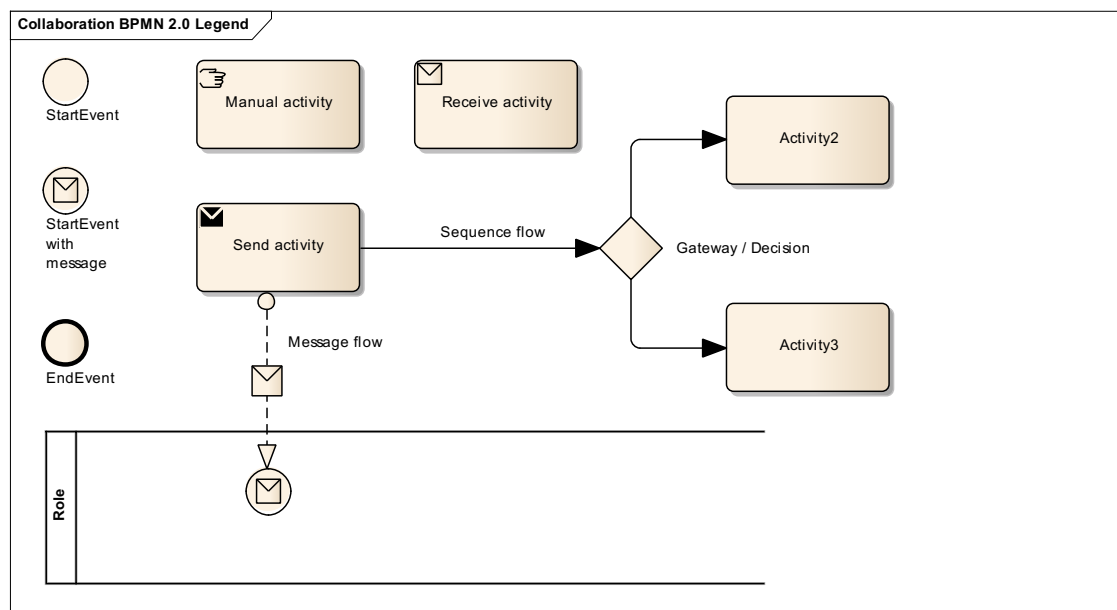 Collaboration BPMN 2.0 Legend
StartEvent
Manual activity
Receive activity
Activity2
StartEvent
with
message
Send activity
Sequence flow
Gateway / Decision
Message flow
Activity3
EndEvent
Role